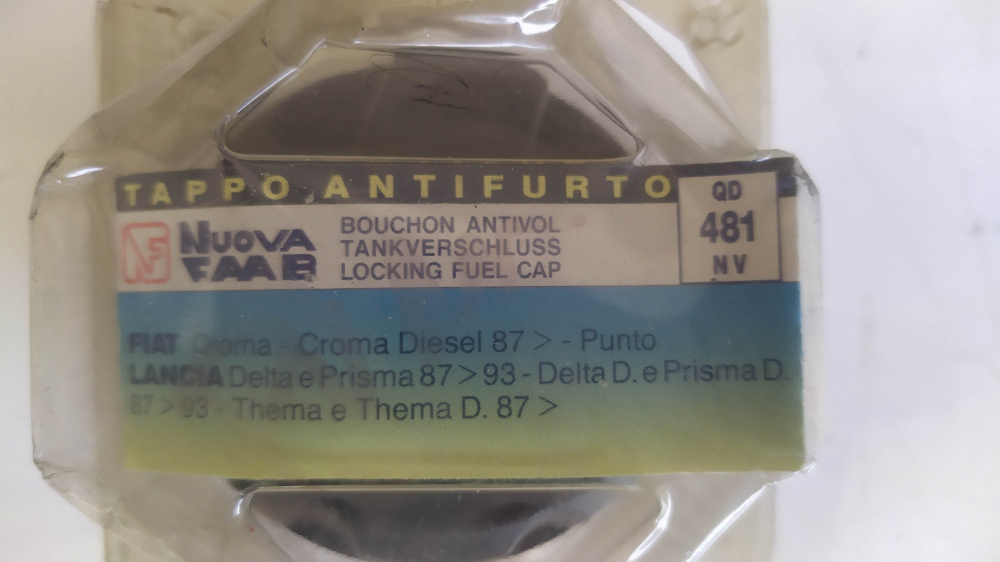 TAPPO ANTIFURTO
QD
481
NV
NF
NUOVA
FAAB
BOUCHON ANTIVOL
TANKVERSCHLUSS
LOCKING FUEL CAP
FIAT Croma - Croma Diesel 87 > - Punto
LANCIA Delta e Prisma 87 > 93 - Delta D. e Prisma D.
87 > 93 - Thema e Thema D. 87 >